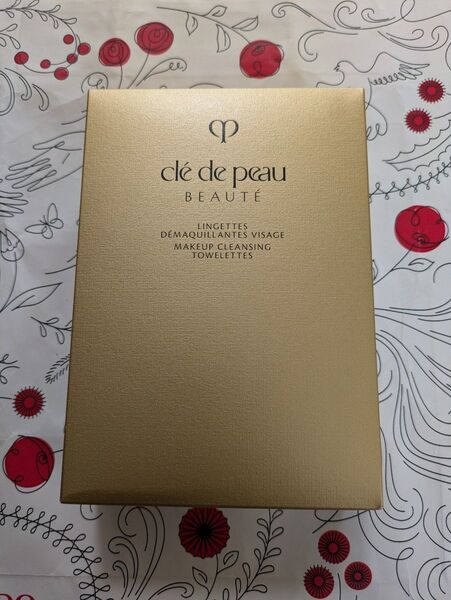 clé de peau
BEAUTÉ
LINGETTES
DÉMAQUILLANTES VISAGE
MAKEUP CLEANSING
TOWELETTES